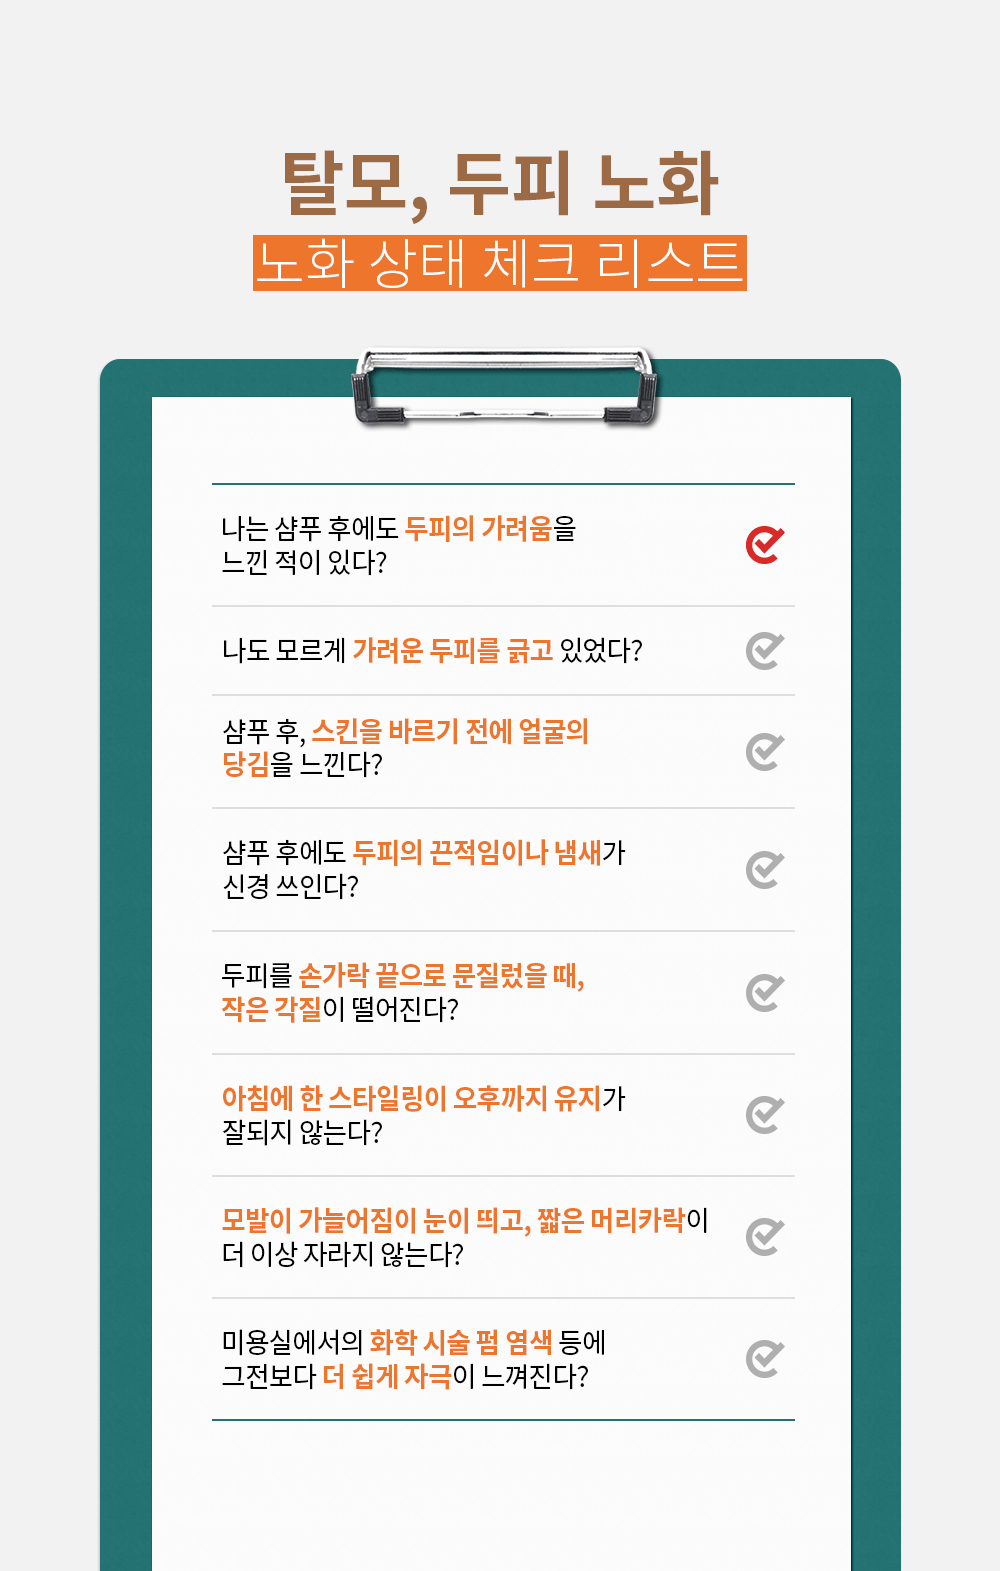 탈모, 두피 노화
노화 상태 체크 리스트
나는 샴푸 후에도 두피의 가려움을
느낀 적이 있다?
나도 모르게 가려운 두피를 긁고 있었다?
샴푸 후, 스킨을 바르기 전에 얼굴의
당김을 느낀다?
샴푸 후에도 두피의 끈적임이나 냄새가
신경 쓰인다?
두피를 손가락 끝으로 문질렀을 때,
작은 각질이 떨어진다?
아침에 한 스타일링이 오후까지 유지가
잘되지 않는다?
모발이 가늘어짐이 눈이 띄고, 짧은 머리카락이
더 이상 자라지 않는다?
미용실에서의 화학 시술 펌 염색 등에
그전보다 더 쉽게 자극이 느껴진다?